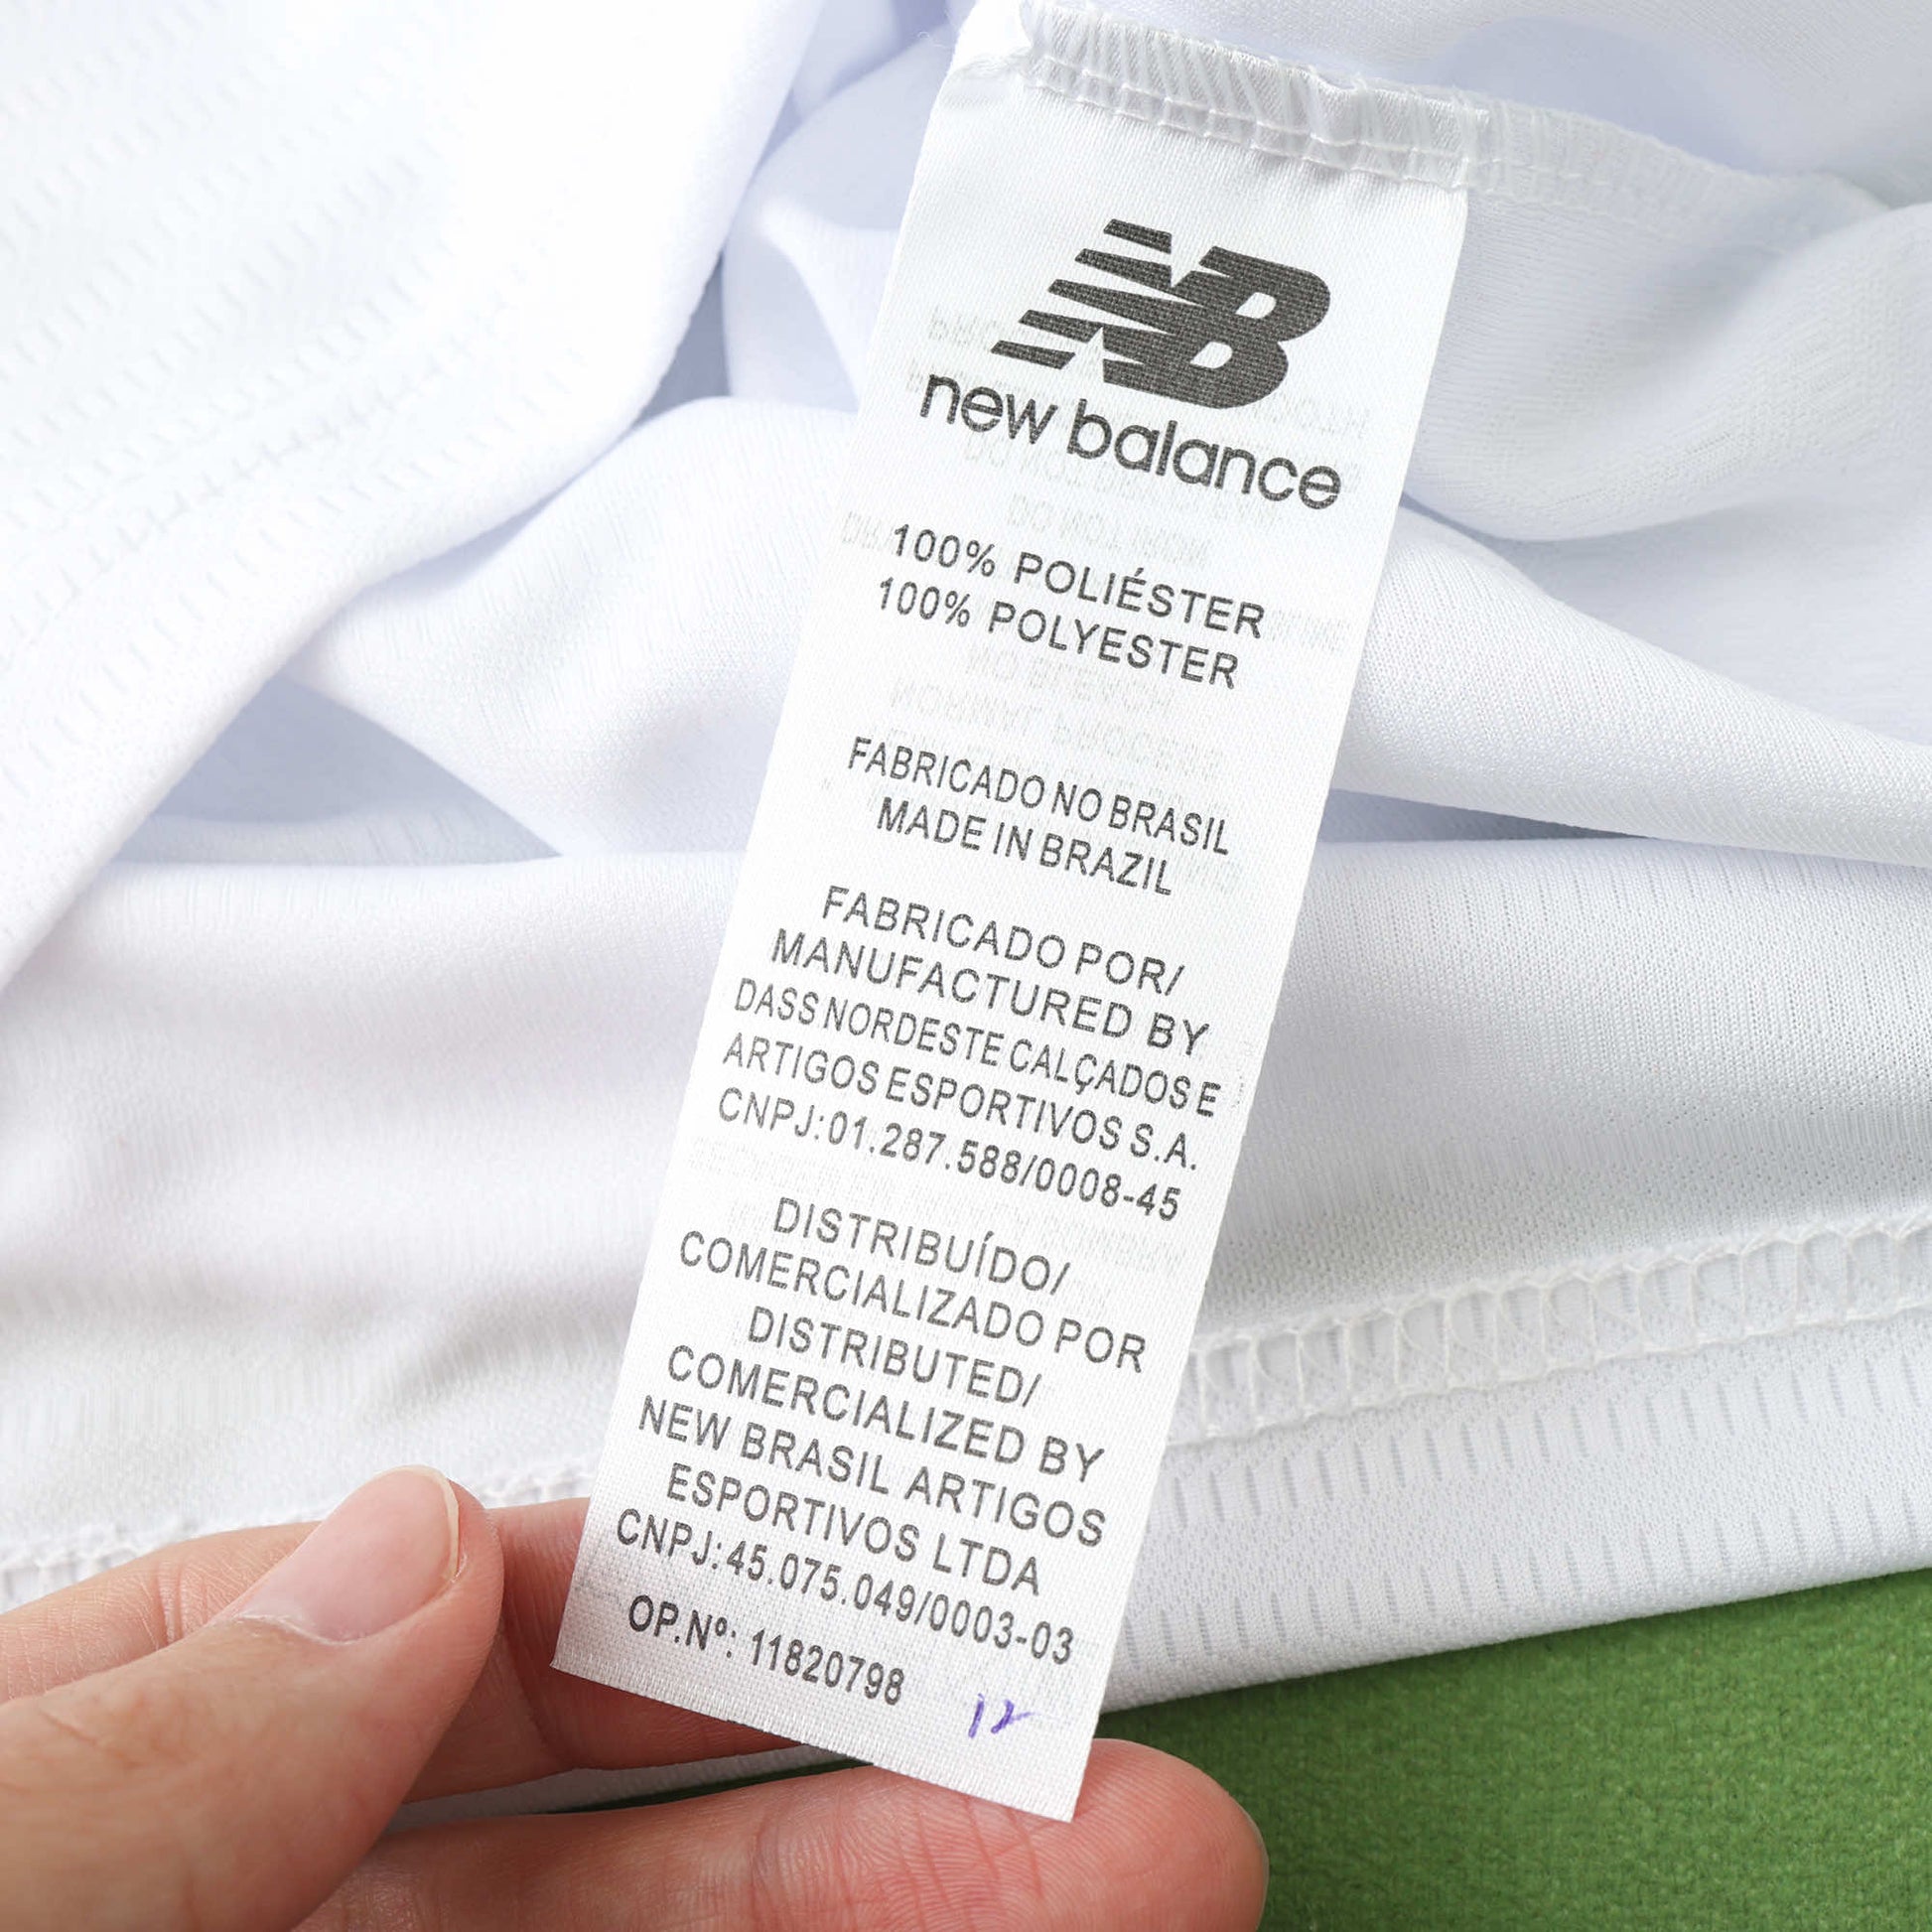 NB
new balance
100% POLIÉSTER
100% POLYESTER
FABRICADO NO BRASIL
MADE IN BRAZIL
FABRICADO POR/
MANUFACTURED BY
DASS NORDESTE CALÇADOS E
ARTIGOS ESPORTIVOS S.A.
CNPJ:01.287.588/0008-45
DISTRIBUÍDO/
COMERCIALIZADO POR
DISTRIBUTED/
COMERCIALIZED BY
NEW BRASIL ARTIGOS
ESPORTIVOS LTDA
CNPJ:45.075.049/0003-03
OP.Nº: 11820798
12